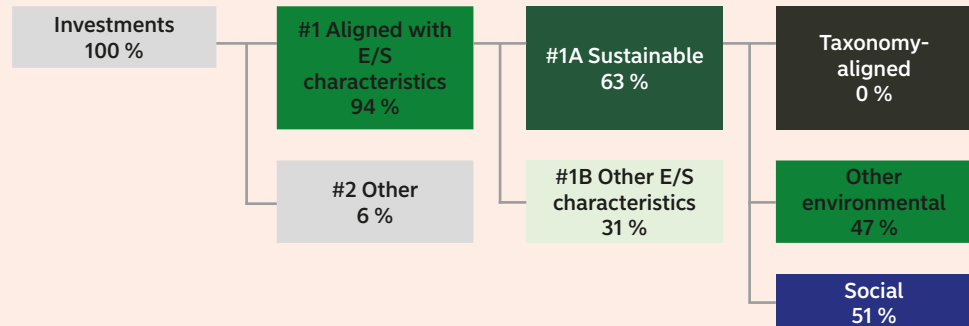 Investments
100 %
#1 Aligned with
E/S
characteristics
94 %
#2 Other
6 %
#1A Sustainable
63 %
#1B Other E/S
characteristics
31 %
Taxonomy-
aligned
0 %
Other
environmental
47 %
Social
51 %